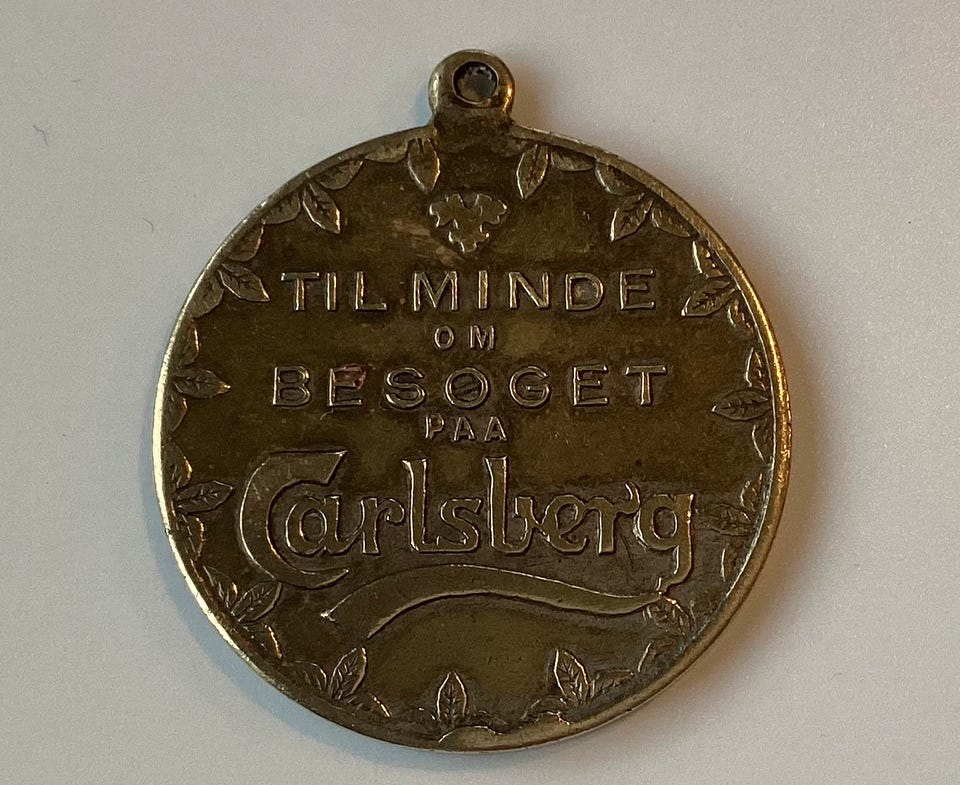 TIL MINDE
OM
BESØGET
PAA
Carlsberg